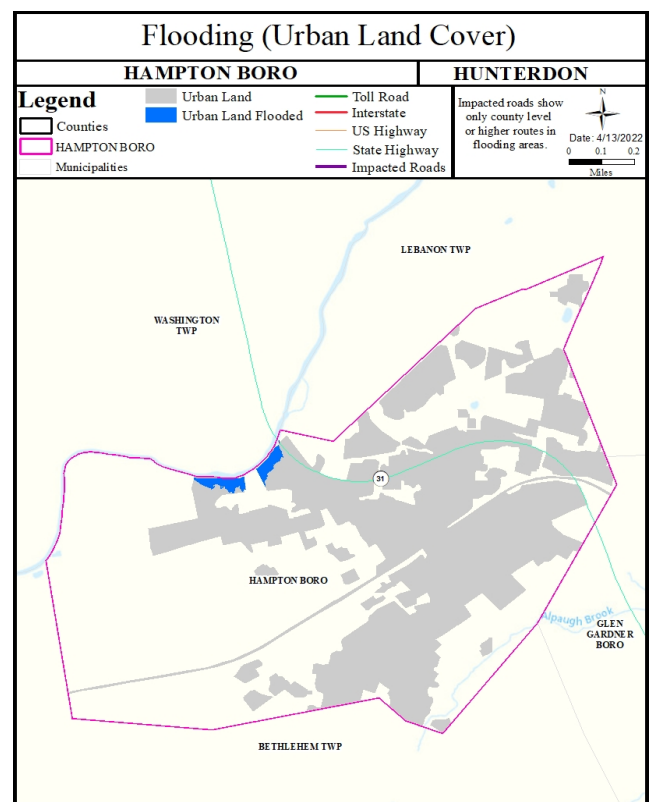 Flooding (Urban Land Cover)
HAMPTON BORO
HUNTERDON
Legend
Counties
HAMPTON BORO
Municipalities
Urban Land
Urban Land Flooded
Toll Road
Interstate
US Highway
State Highway
Impacted Roads
Impacted roads show
only county level
or higher routes in
flooding areas.
N
Date: 4/13/2022
0 0.1 0.2
Miles
LEBANON TWP
WASHINGTON
TWP
31
HAMPTON BORO
Alpaugh Brook
GLEN
GARDNER
BORO
BETHLEHEM TWP